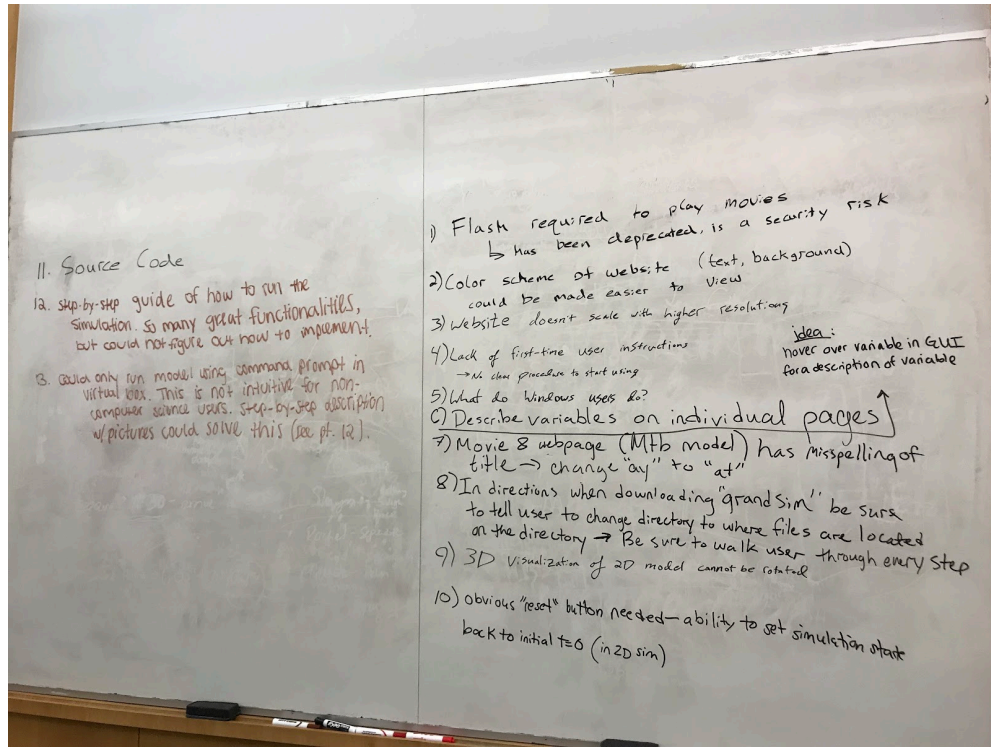 1) Flash required to play movies
↳ has been deprecated, is a security risk
2) Color scheme of website (text, background)
could be made easier to view
3) Website doesn't scale with higher resolutions
4) Lack of first-time user instructions
→ No clear procedure to start using
5) What do Windows users do?
6) Describe variables on individual pages
idea:
hover over variable in GUI
for a description of variable
7) Movie 8 webpage (Mtb model) has misspelling of
title → change "ay" to "at"
8) In directions when downloading "grandsim" be sure
to tell user to change directory to where files are located
on the directory → Be sure to walk user through every step
9) 3D visualization of 2D model cannot be rotated
10) obvious "reset" button needed — ability to set simulation start
back to initial t=0 (in 2D sim)
11. Source Code
12. step-by-step guide of how to run the
simulation. So many great functionalities,
but could not figure out how to implement.
13. Could only run model using command prompt in
virtual box. This is not intuitive for non-
computer science users. Step-by-step description
w/pictures could solve this (see pt. 12).